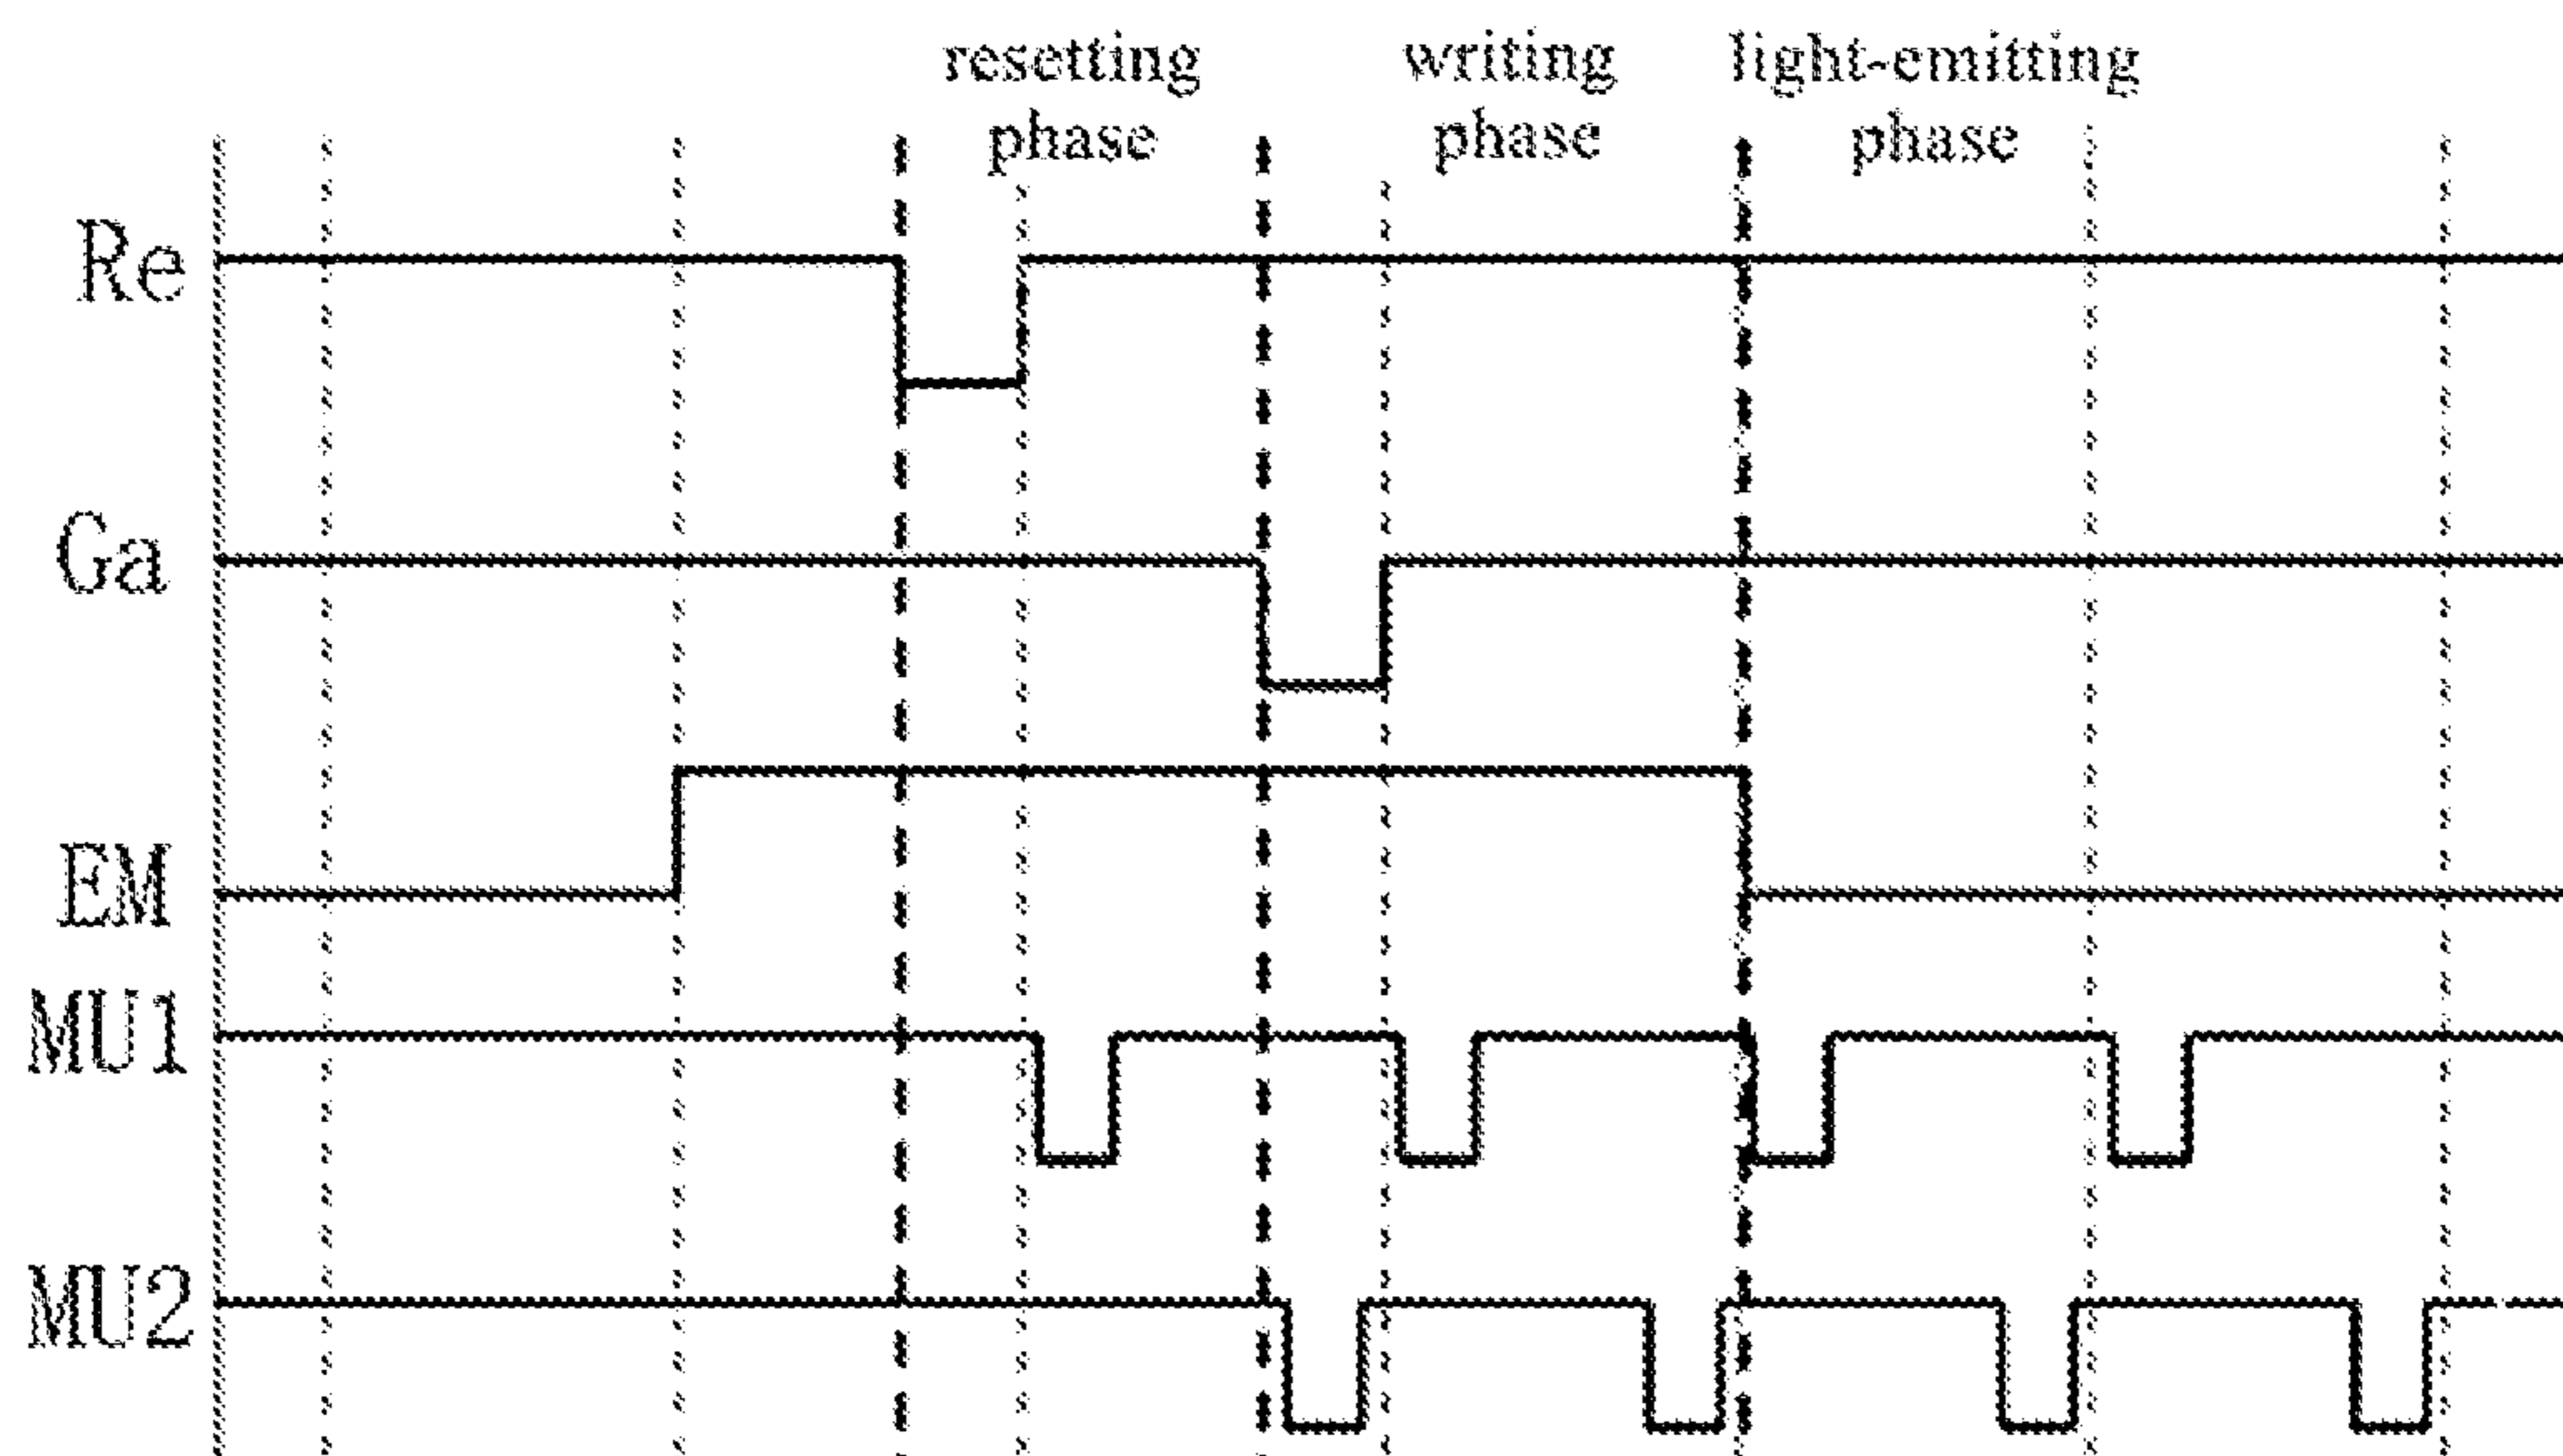 resetting
phase
writing
phase
light-emitting
phase
Re
Ga
EM
MU1
MU2